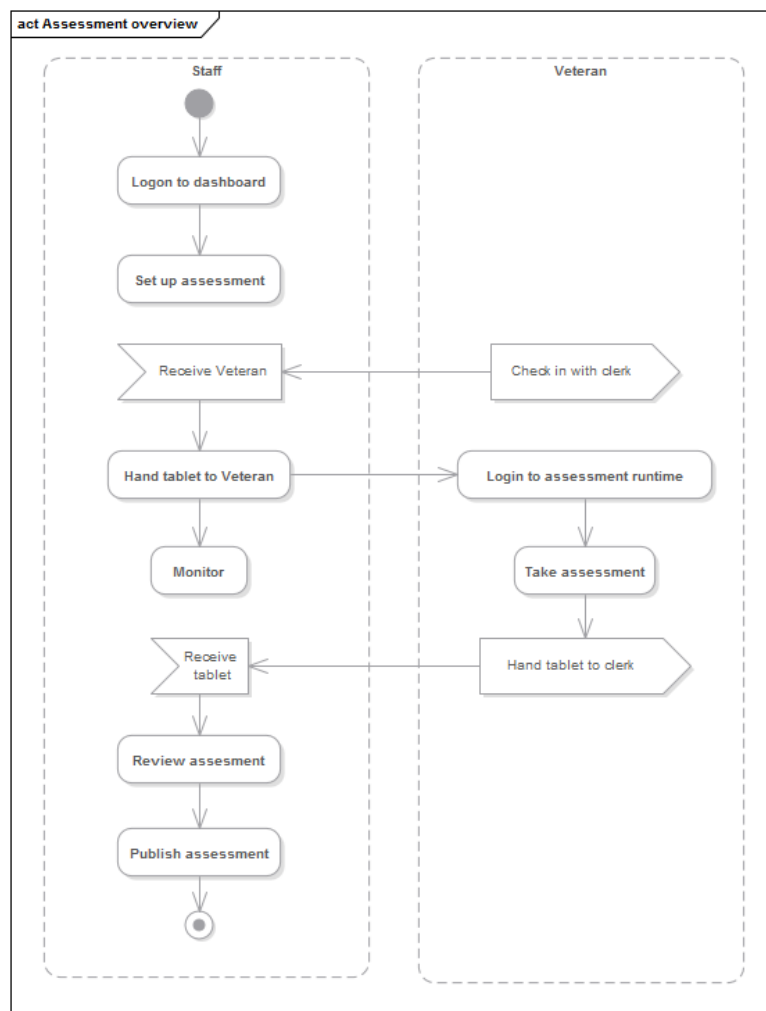 act Assessment overview
Staff
Veteran
Logon to dashboard
Set up assessment
Receive Veteran
Check in with clerk
Hand tablet to Veteran
Login to assessment runtime
Monitor
Take assessment
Receive
tablet
Hand tablet to clerk
Review assesment
Publish assessment